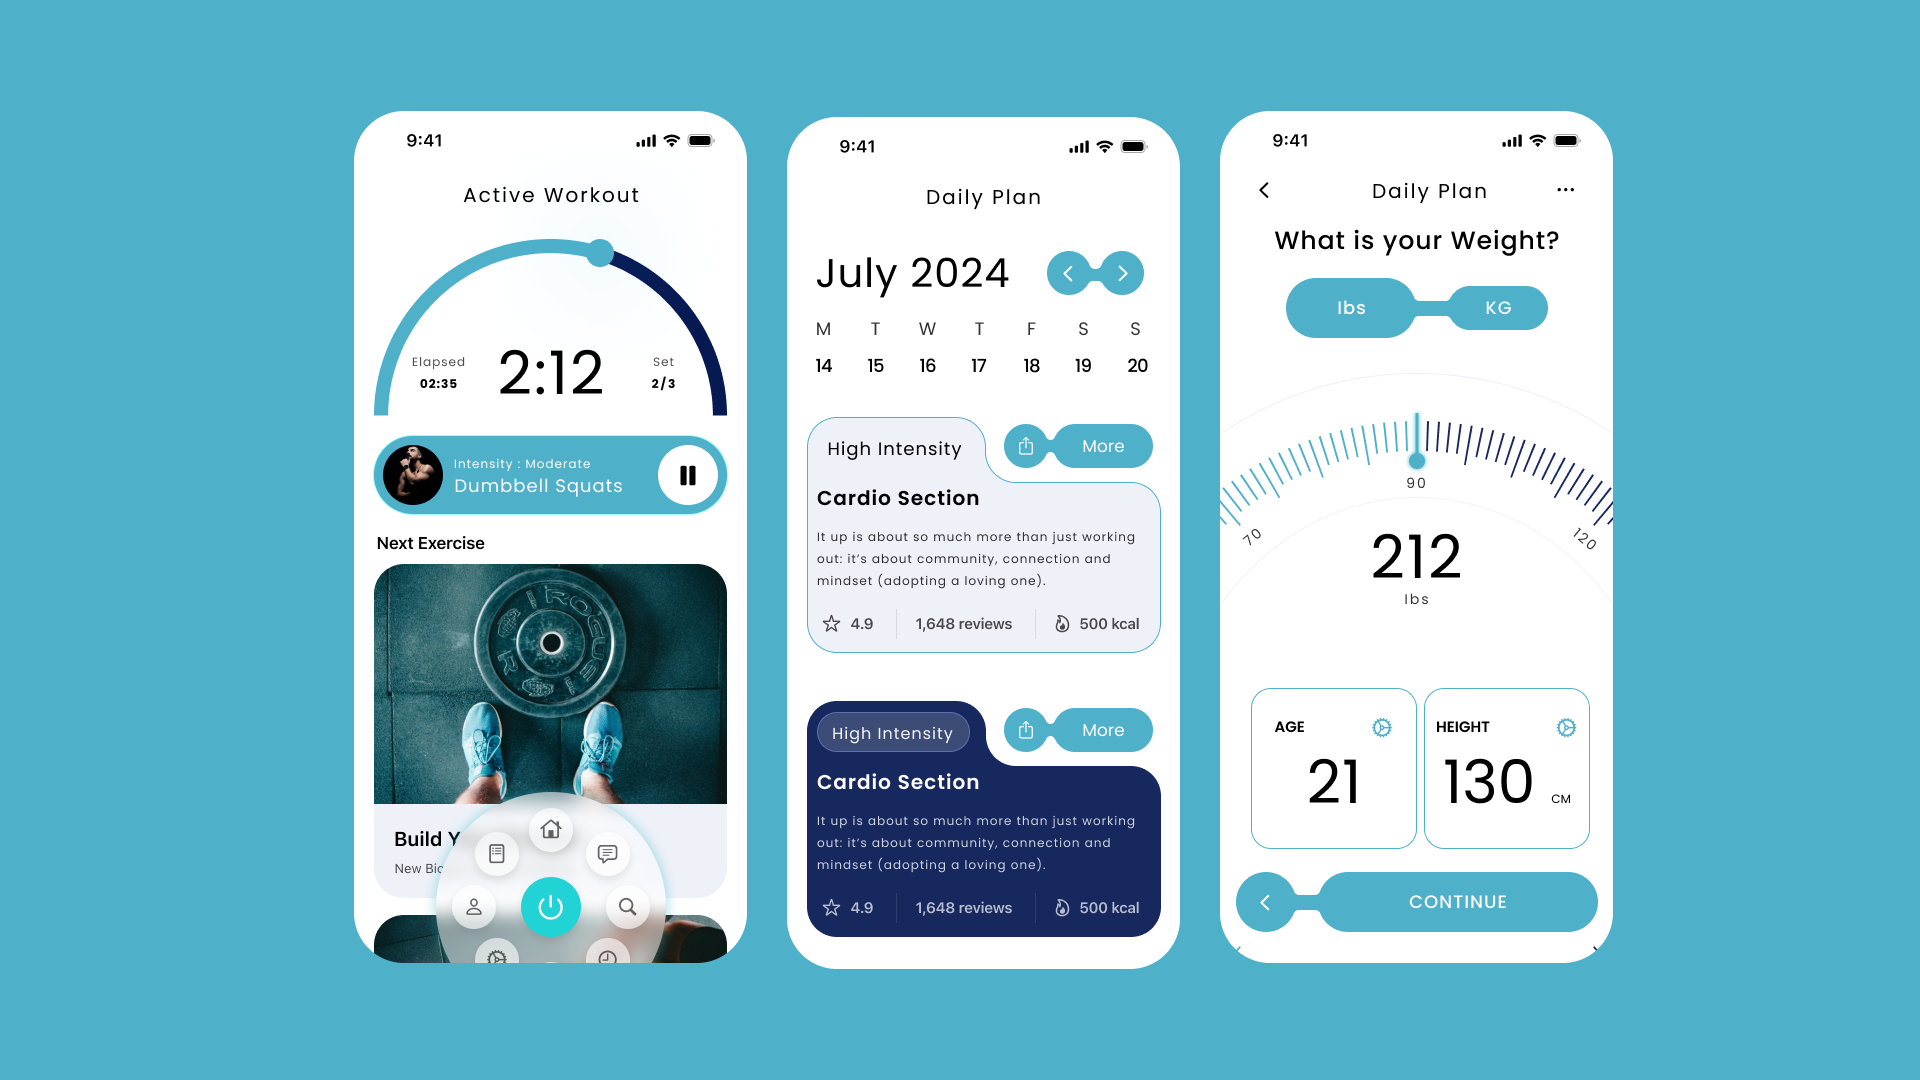 9:41
Active Workout
Elapsed
02:35
2:12
Set
2/3
Intensity : Moderate
Dumbbell Squats
Next Exercise
ROGUE
Build Y
New Bic
9:41
Daily Plan
July 2024
M T W T F S S
14 15 16 17 18 19 20
High Intensity
More
Cardio Section
It up is about so much more than just working
out: it’s about community, connection and
mindset (adopting a loving one).
4.9
1,648 reviews
500 kcal
High Intensity
More
Cardio Section
It up is about so much more than just working
out: it’s about community, connection and
mindset (adopting a loving one).
4.9
1,648 reviews
500 kcal
9:41
Daily Plan
What is your Weight?
lbs
KG
70
90
120
212
lbs
AGE
21
HEIGHT
130
CM
CONTINUE